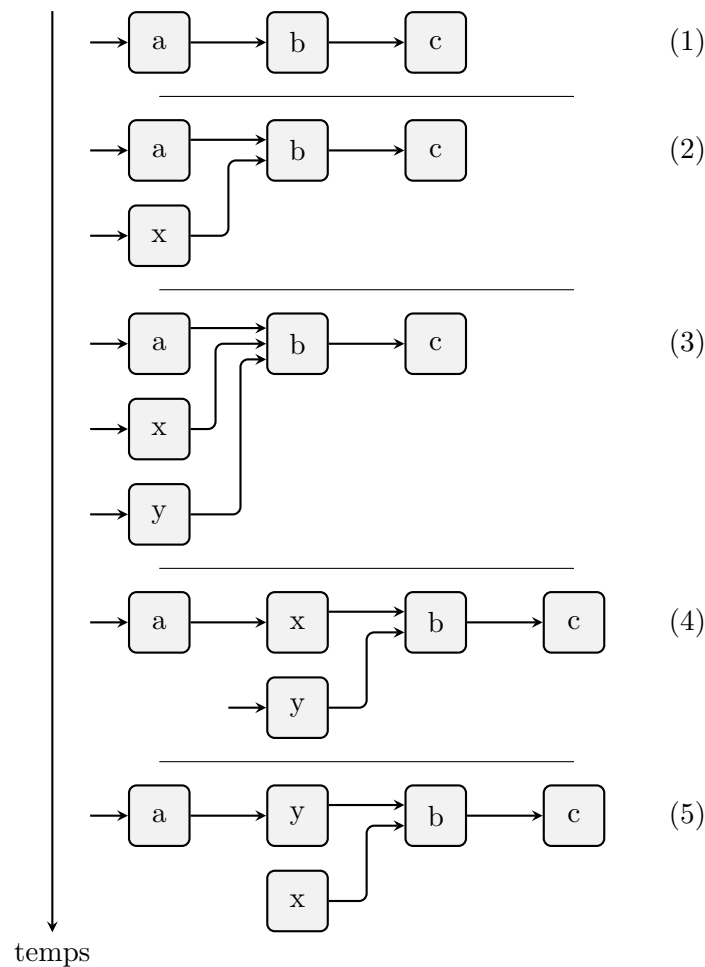 a b c (1)
a b c (2)
x
a b c (3)
x
y
a x b c (4)
y
a y b c (5)
x
temps